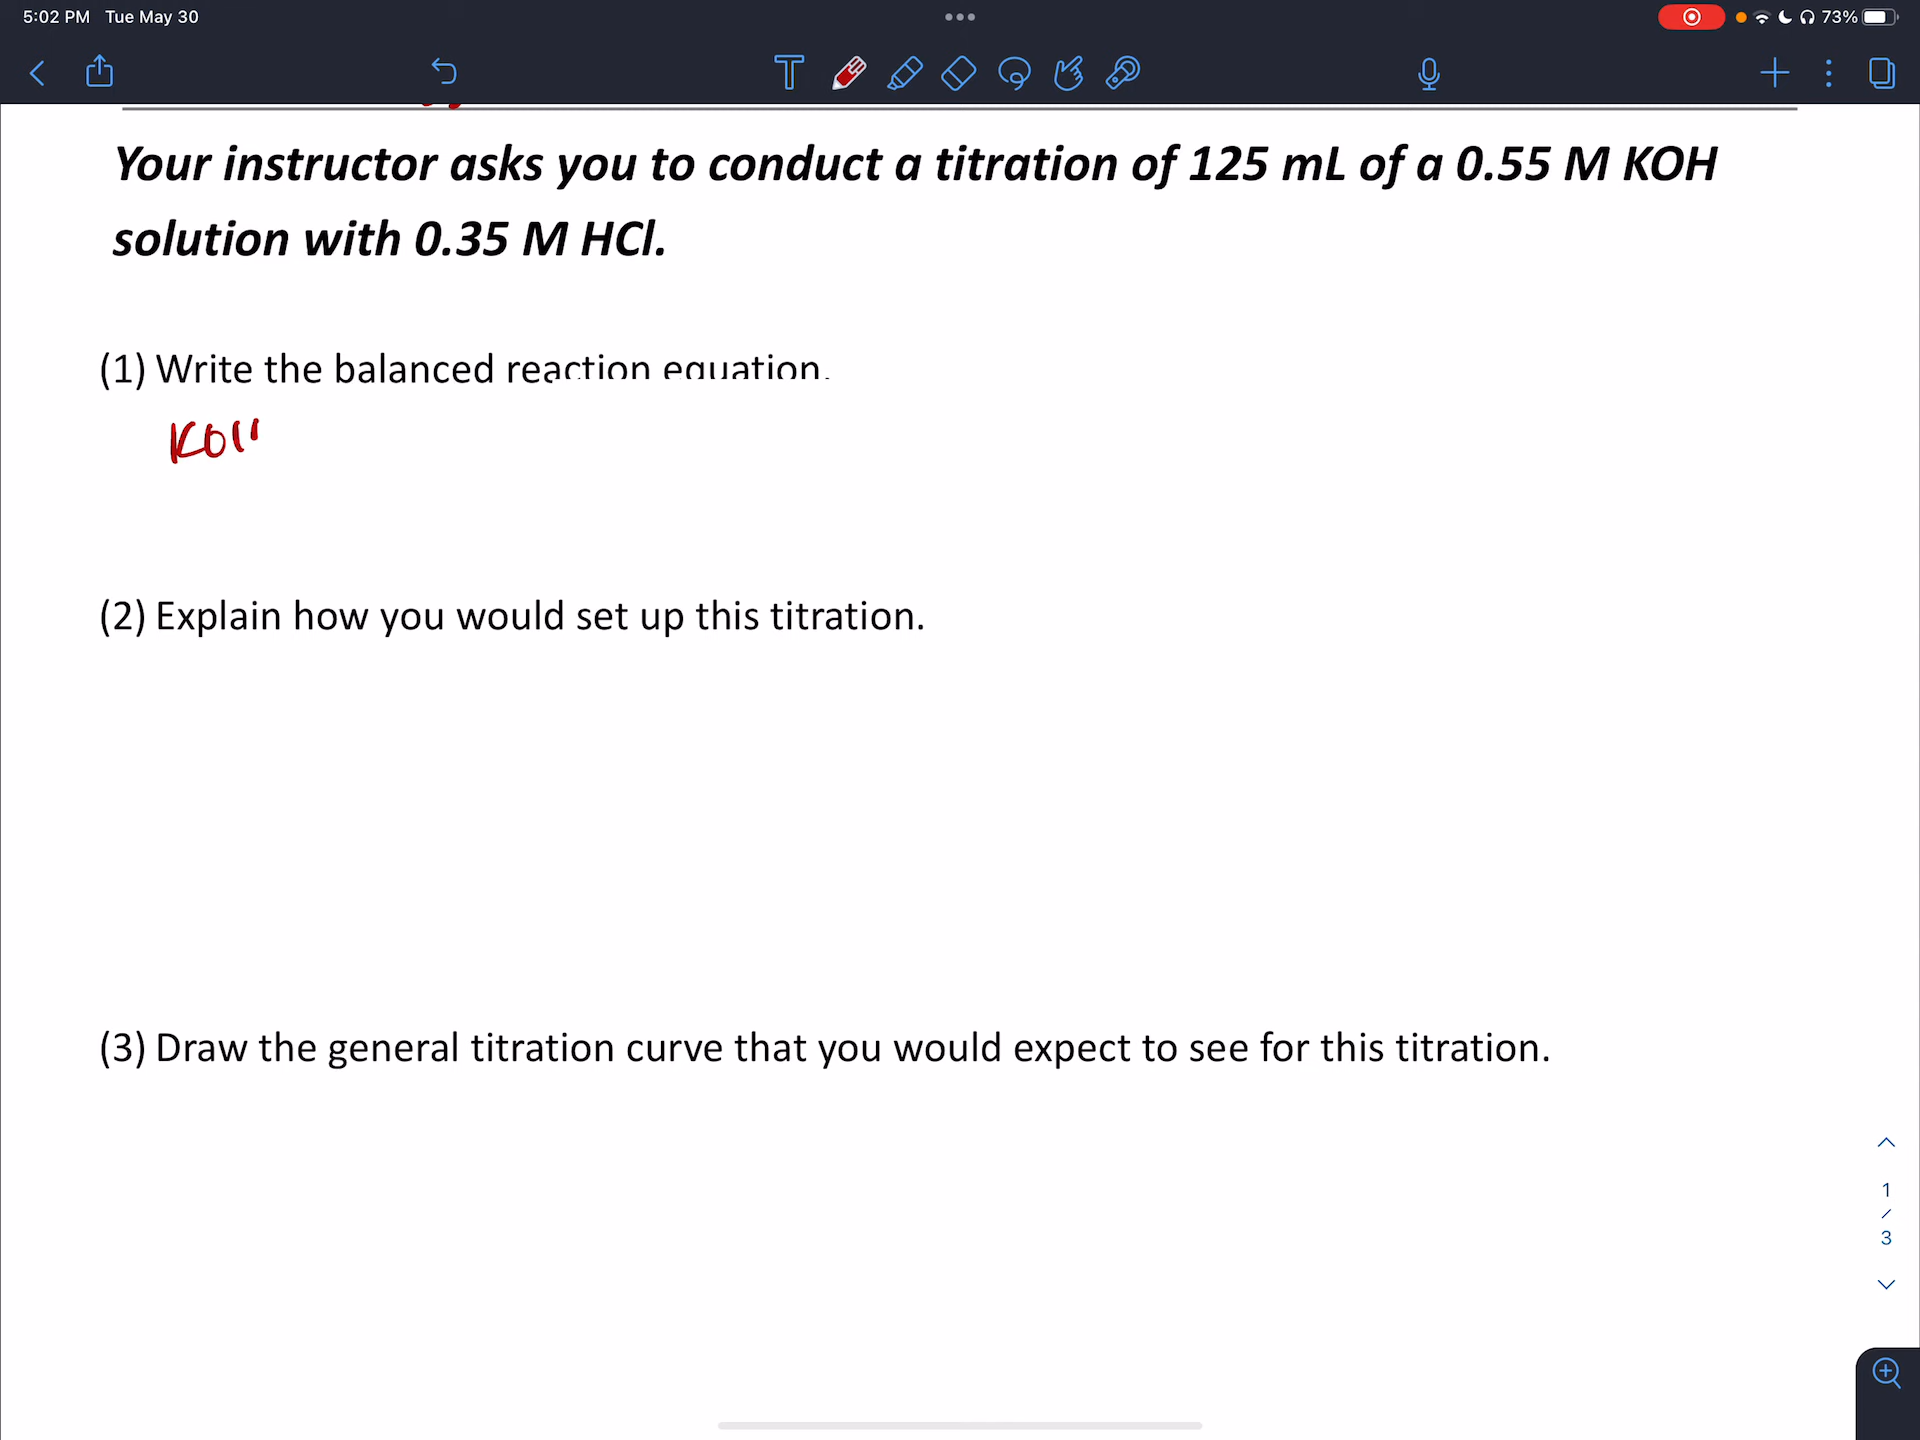 5:02 PM Tue May 30
73%
Your instructor asks you to conduct a titration of 125 mL of a 0.55 M KOH
solution with 0.35 M HCl.
(1) Write the balanced reaction equation.
KO
(2) Explain how you would set up this titration.
(3) Draw the general titration curve that you would expect to see for this titration.
1
/
3